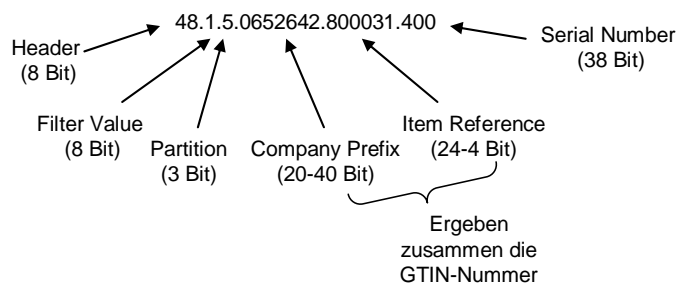 48.1.5.0652642.800031.400
Header
(8 Bit)
Serial Number
(38 Bit)
Filter Value
(8 Bit)
Partition
(3 Bit)
Company Prefix
(20-40 Bit)
Item Reference
(24-4 Bit)
Ergeben
zusammen die
GTIN-Nummer